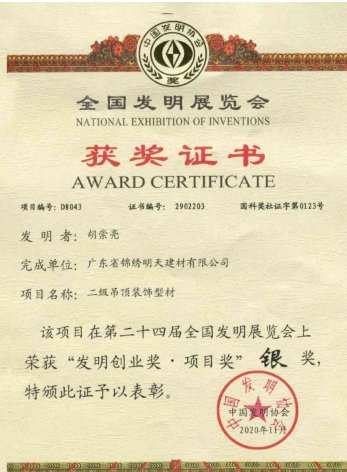 中国发明协会
奖
全国发明展览会
NATIONAL EXHIBITION OF INVENTIONS
获奖证书
AWARD CERTIFICATE
项目编号：D8043 证书编号：2902203 国科奖社证字第0123号
发明者：胡崇亮
完成单位：广东省锦绣明天建材有限公司
项目名称：二级吊顶装饰型材
该项目在第二十四届全国发明展览会上
荣获“发明创业奖·项目奖”银奖，
特颁此证予以表彰。
中国发明协会
中国发明协会
2020年11月